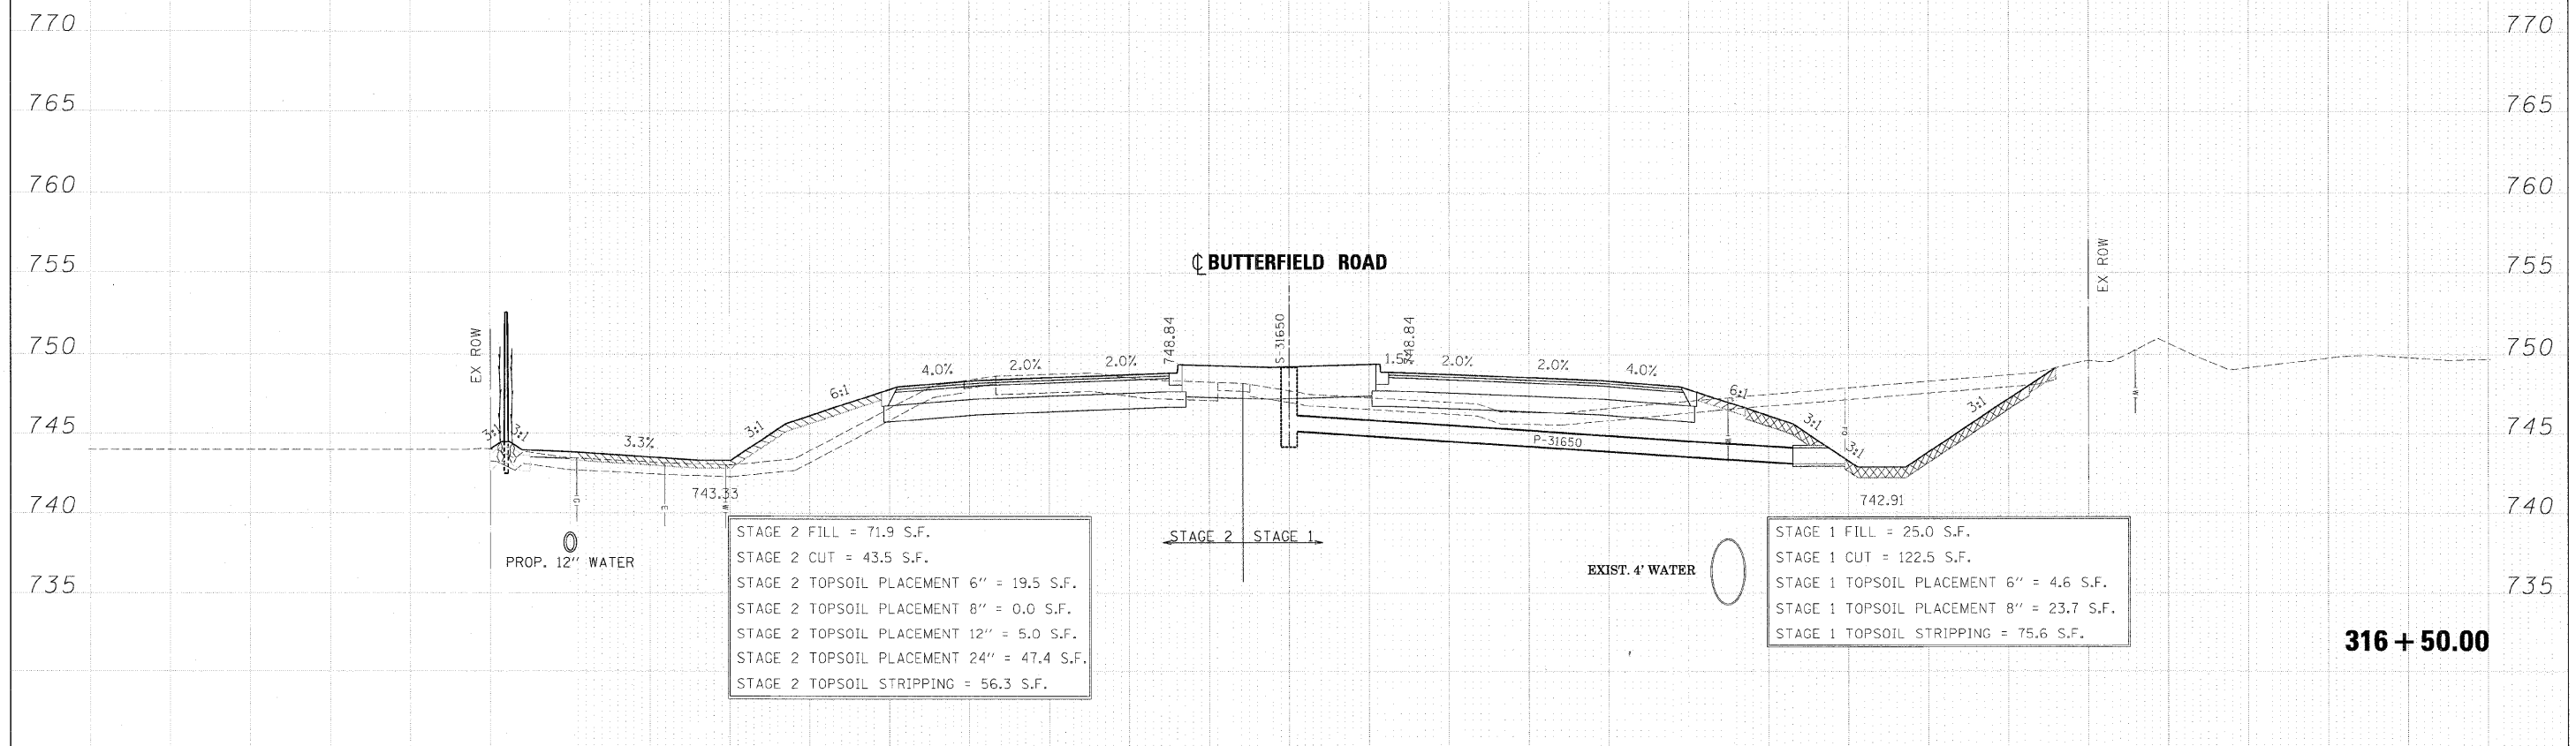 770
770
765
765
760
760
755
755
750
750
745
745
740
740
735
735
℄ BUTTERFIELD ROAD
EX ROW
EX ROW
748.84
S-31650
748.84
3:1
3:1
3.3%
3:1
6:1
4.0%
2.0%
2.0%
1.5%
2.0%
2.0%
4.0%
6:1
3:1
3:1
3:1
P-31650
743.33
742.91
PROP. 12" WATER
STAGE 2
STAGE 1
EXIST. 4' WATER
STAGE 2 FILL = 71.9 S.F.
STAGE 2 CUT = 43.5 S.F.
STAGE 2 TOPSOIL PLACEMENT 6" = 19.5 S.F.
STAGE 2 TOPSOIL PLACEMENT 8" = 0.0 S.F.
STAGE 2 TOPSOIL PLACEMENT 12" = 5.0 S.F.
STAGE 2 TOPSOIL PLACEMENT 24" = 47.4 S.F.
STAGE 2 TOPSOIL STRIPPING = 56.3 S.F.
STAGE 1 FILL = 25.0 S.F.
STAGE 1 CUT = 122.5 S.F.
STAGE 1 TOPSOIL PLACEMENT 6" = 4.6 S.F.
STAGE 1 TOPSOIL PLACEMENT 8" = 23.7 S.F.
STAGE 1 TOPSOIL STRIPPING = 75.6 S.F.
316 + 50.00